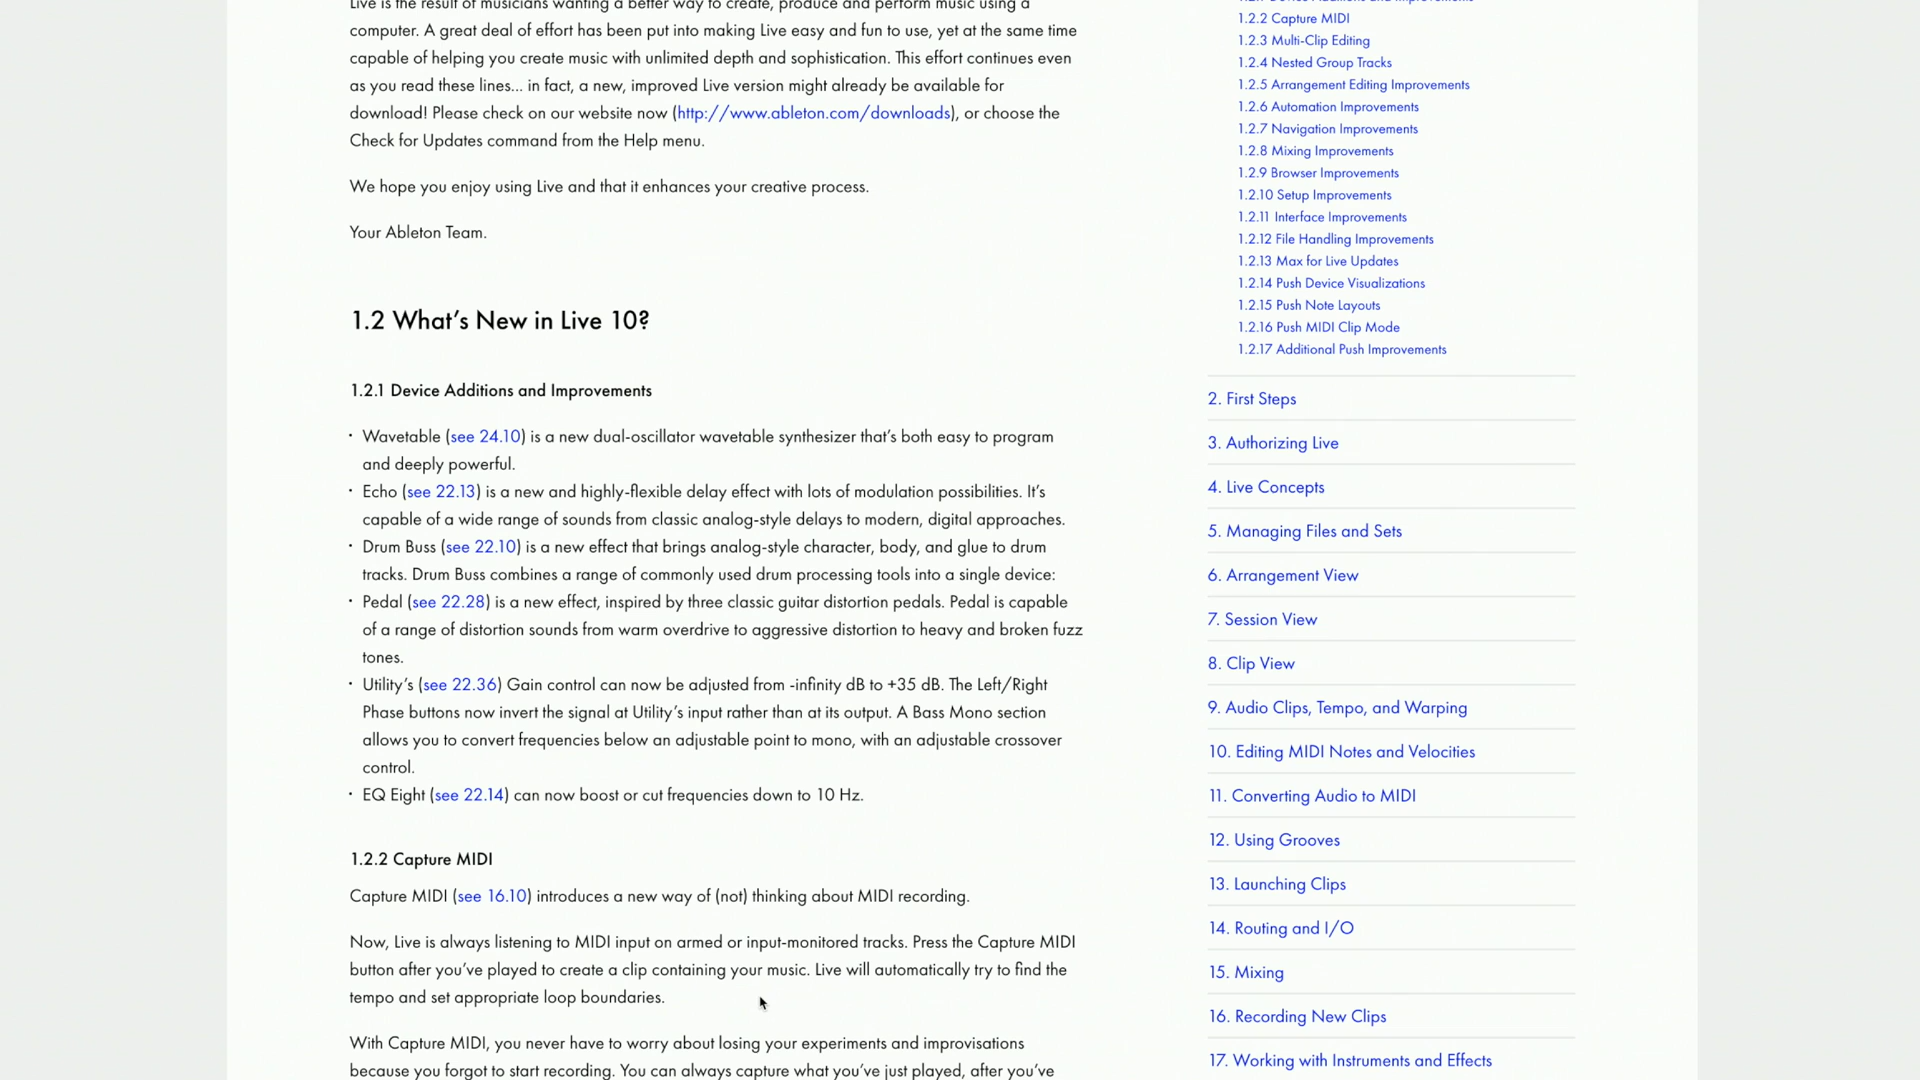 Live is the result of musicians wanting a better way to create, produce and perform music using a
computer. A great deal of effort has been put into making Live easy and fun to use, yet at the same time
capable of helping you create music with unlimited depth and sophistication. This effort continues even
as you read these lines... in fact, a new, improved Live version might already be available for
download! Please check on our website now (http://www.ableton.com/downloads), or choose the
Check for Updates command from the Help menu.
We hope you enjoy using Live and that it enhances your creative process.
Your Ableton Team.
1.2 What's New in Live 10?
1.2.1 Device Additions and Improvements
· Wavetable (see 24.10) is a new dual-oscillator wavetable synthesizer that's both easy to program
and deeply powerful.
· Echo (see 22.13) is a new and highly-flexible delay effect with lots of modulation possibilities. It's
capable of a wide range of sounds from classic analog-style delays to modern, digital approaches.
· Drum Buss (see 22.10) is a new effect that brings analog-style character, body, and glue to drum
tracks. Drum Buss combines a range of commonly used drum processing tools into a single device:
· Pedal (see 22.28) is a new effect, inspired by three classic guitar distortion pedals. Pedal is capable
of a range of distortion sounds from warm overdrive to aggressive distortion to heavy and broken fuzz
tones.
· Utility's (see 22.36) Gain control can now be adjusted from -infinity dB to +35 dB. The Left/Right
Phase buttons now invert the signal at Utility's input rather than at its output. A Bass Mono section
allows you to convert frequencies below an adjustable point to mono, with an adjustable crossover
control.
· EQ Eight (see 22.14) can now boost or cut frequencies down to 10 Hz.
1.2.2 Capture MIDI
Capture MIDI (see 16.10) introduces a new way of (not) thinking about MIDI recording.
Now, Live is always listening to MIDI input on armed or input-monitored tracks. Press the Capture MIDI
button after you've played to create a clip containing your music. Live will automatically try to find the
tempo and set appropriate loop boundaries.
With Capture MIDI, you never have to worry about losing your experiments and improvisations
because you forgot to start recording. You can always capture what you've just played, after you've
1.2.1 Device Additions and Improvements
1.2.2 Capture MIDI
1.2.3 Multi-Clip Editing
1.2.4 Nested Group Tracks
1.2.5 Arrangement Editing Improvements
1.2.6 Automation Improvements
1.2.7 Navigation Improvements
1.2.8 Mixing Improvements
1.2.9 Browser Improvements
1.2.10 Setup Improvements
1.2.11 Interface Improvements
1.2.12 File Handling Improvements
1.2.13 Max for Live Updates
1.2.14 Push Device Visualizations
1.2.15 Push Note Layouts
1.2.16 Push MIDI Clip Mode
1.2.17 Additional Push Improvements
2. First Steps
3. Authorizing Live
4. Live Concepts
5. Managing Files and Sets
6. Arrangement View
7. Session View
8. Clip View
9. Audio Clips, Tempo, and Warping
10. Editing MIDI Notes and Velocities
11. Converting Audio to MIDI
12. Using Grooves
13. Launching Clips
14. Routing and I/O
15. Mixing
16. Recording New Clips
17. Working with Instruments and Effects